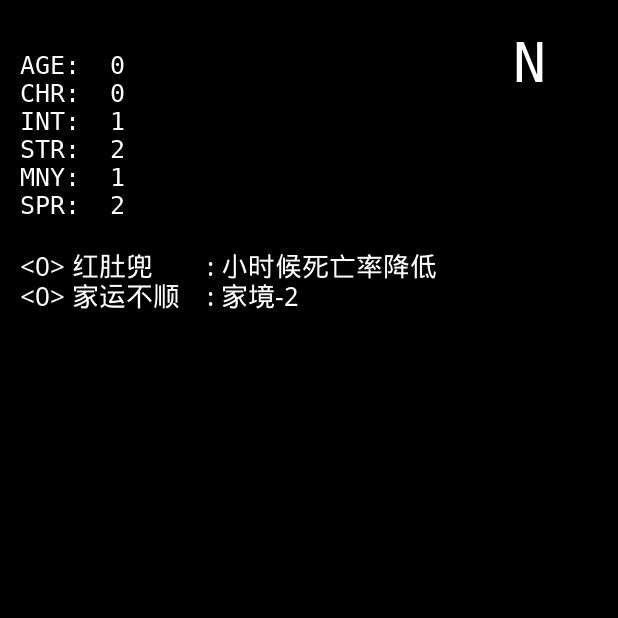 N
AGE: 0
CHR: 0
INT: 1
STR: 2
MNY: 1
SPR: 2
<O> 红肚兜 : 小时候死亡率降低
<O> 家运不顺 : 家境-2